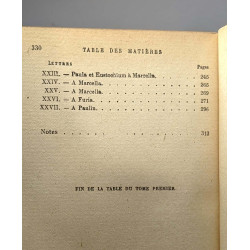 330 TABLE DES MATIÈRES
LETTRES Pages
XXIII. — Paula et Eustochium à Marcella. 245
XXIV. — A Marcella. 265
XXV. — A Marcella. 269
XXVI. — A Furia. 271
XXVII. — A Paulin. 296
Notes 313
FIN DE LA TABLE DU TOME PREMIER.